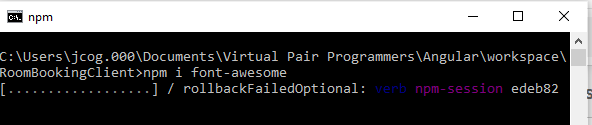 npm
C:\Users\jcog.000\Documents\Virtual Pair Programmers\Angular\workspace\
RoomBookingClient>npm i font-awesome
[..................] / rollbackFailedOptional: verb npm-session edeb82